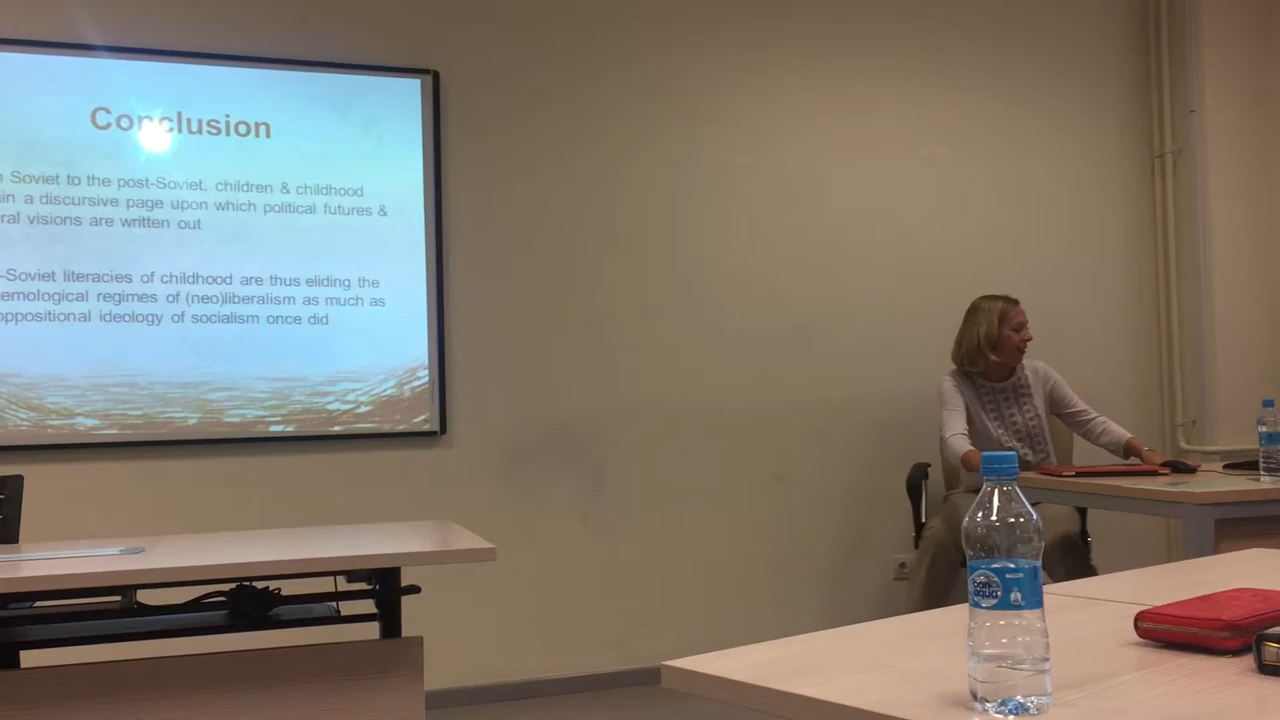 Conclusion
Soviet to the post-Soviet, children & childhood
in a discursive page upon which political futures &
ral visions are written out
-Soviet literacies of childhood are thus eliding the
emological regimes of (neo)liberalism as much as
oppositional ideology of socialism once did
bon
aqua